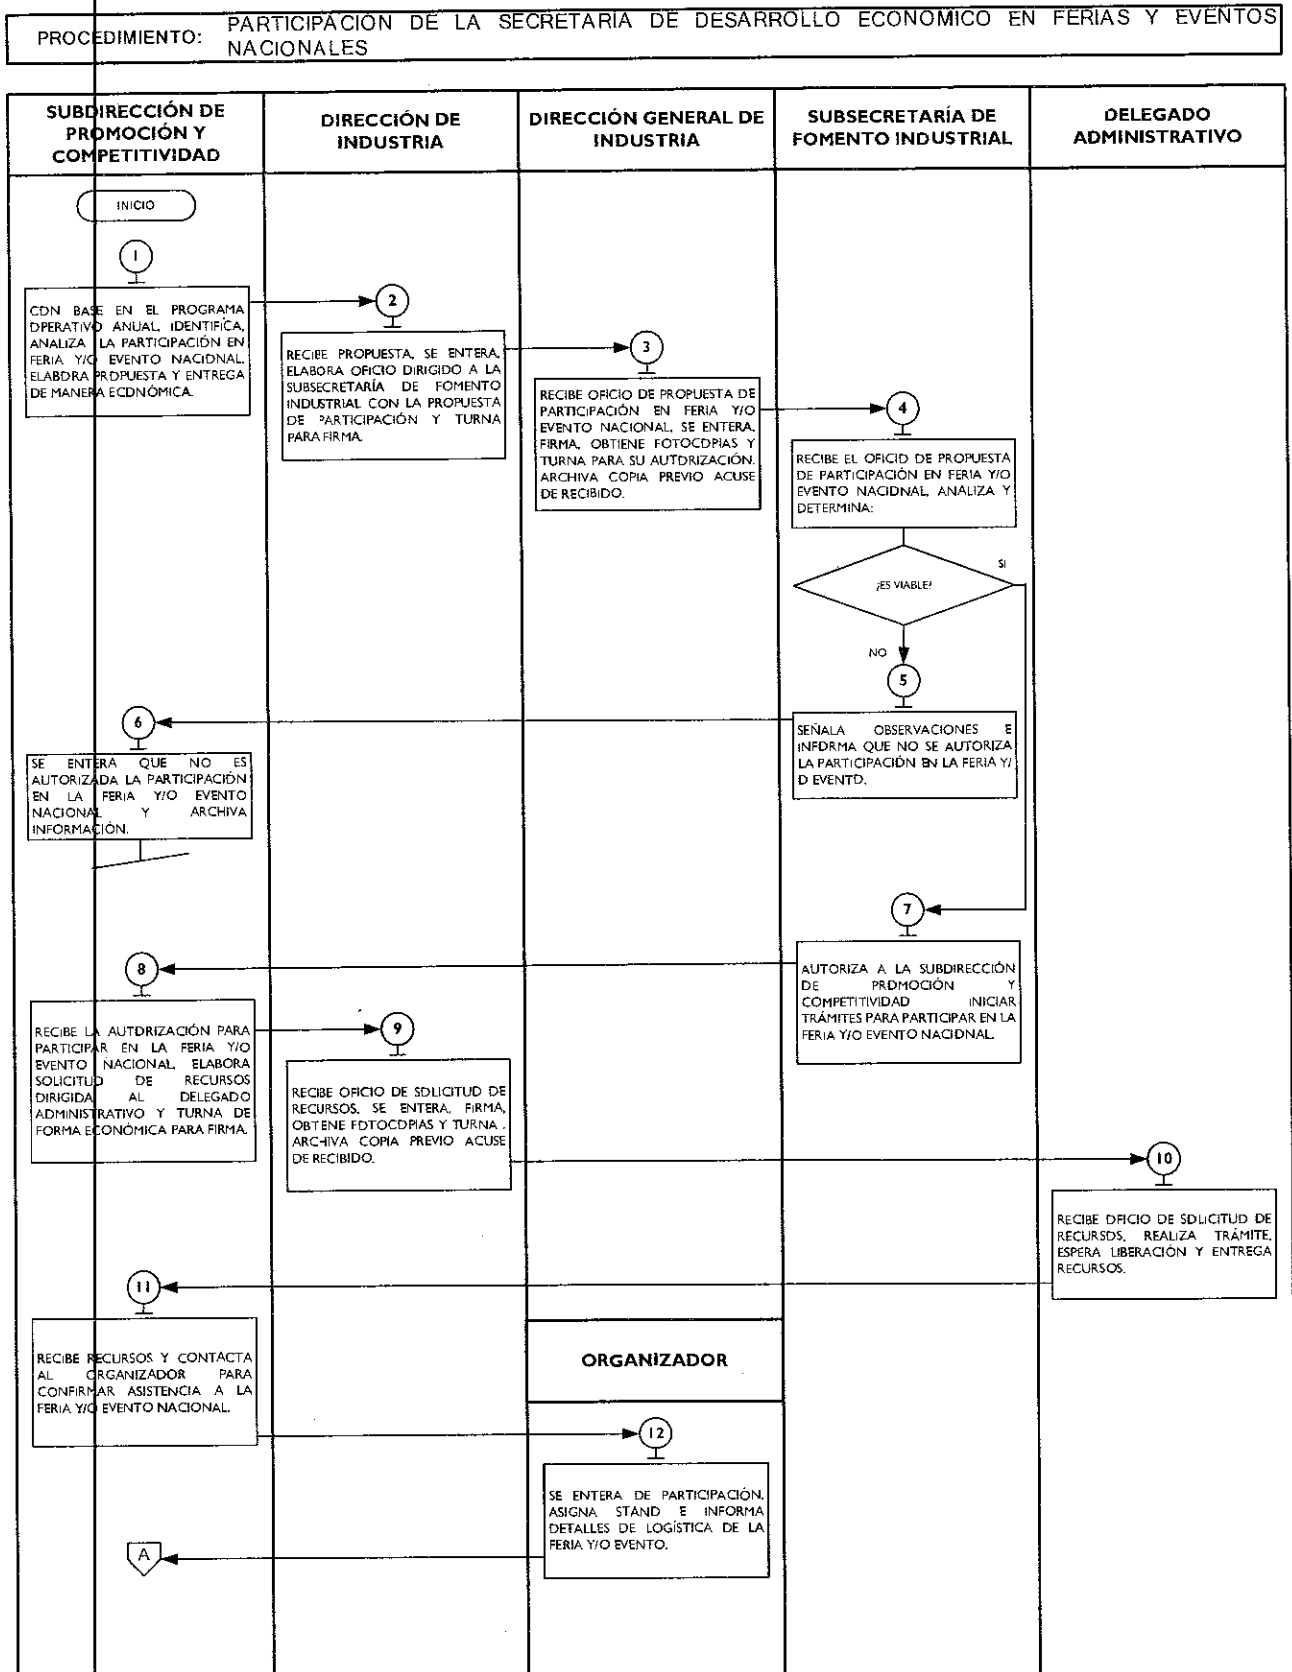 PROCEDIMIENTO:
PARTICIPACIÓN DE LA SECRETARÍA DE DESARROLLO ECONÓMICO EN FERIAS Y EVENTOS
NACIONALES
SUBDIRECCIÓN DE
PROMOCIÓN Y
COMPETITIVIDAD
DIRECCIÓN DE
INDUSTRIA
DIRECCIÓN GENERAL DE
INDUSTRIA
SUBSECRETARÍA DE
FOMENTO INDUSTRIAL
DELEGADO
ADMINISTRATIVO
INICIO
1
CON BASE EN EL PROGRAMA
OPERATIVO ANUAL, IDENTIFICA,
ANALIZA LA PARTICIPACIÓN EN
FERIA Y/O EVENTO NACIONAL.
ELABORA PROPUESTA Y ENTREGA
DE MANERA ECONÓMICA.
2
RECIBE PROPUESTA, SE ENTERA,
ELABORA OFICIO DIRIGIDO A LA
SUBSECRETARÍA DE FOMENTO
INDUSTRIAL CON LA PROPUESTA
DE PARTICIPACIÓN Y TURNA
PARA FIRMA.
3
RECIBE OFICIO DE PROPUESTA DE
PARTICIPACIÓN EN FERIA Y/O
EVENTO NACIONAL, SE ENTERA,
FIRMA, OBTIENE FOTOCOPIAS Y
TURNA PARA SU AUTORIZACIÓN.
ARCHIVA COPIA PREVIO ACUSE
DE RECIBIDO.
4
RECIBE EL OFICIO DE PROPUESTA
DE PARTICIPACIÓN EN FERIA Y/O
EVENTO NACIONAL, ANALIZA Y
DETERMINA:
¿ES VIABLE?
SI
NO
5
SEÑALA OBSERVACIONES E
INFORMA QUE NO SE AUTORIZA
LA PARTICIPACIÓN EN LA FERIA Y/
O EVENTO.
6
SE ENTERA QUE NO ES
AUTORIZADA LA PARTICIPACIÓN
EN LA FERIA Y/O EVENTO
NACIONAL Y ARCHIVA
INFORMACIÓN.
7
AUTORIZA A LA SUBDIRECCIÓN
DE PROMOCIÓN Y
COMPETITIVIDAD INICIAR
TRÁMITES PARA PARTICIPAR EN LA
FERIA Y/O EVENTO NACIONAL.
8
RECIBE LA AUTORIZACIÓN PARA
PARTICIPAR EN LA FERIA Y/O
EVENTO NACIONAL, ELABORA
SOLICITUD DE RECURSOS
DIRIGIDA AL DELEGADO
ADMINISTRATIVO Y TURNA DE
FORMA ECONÓMICA PARA FIRMA.
9
RECIBE OFICIO DE SOLICITUD DE
RECURSOS, SE ENTERA, FIRMA,
OBTENE FOTOCOPIAS Y TURNA .
ARCHIVA COPIA PREVIO ACUSE
DE RECIBIDO.
10
RECIBE OFICIO DE SOLICITUD DE
RECURSOS, REALIZA TRÁMITE,
ESPERA LIBERACIÓN Y ENTREGA
RECURSOS.
11
RECIBE RECURSOS Y CONTACTA
AL ORGANIZADOR PARA
CONFIRMAR ASISTENCIA A LA
FERIA Y/O EVENTO NACIONAL.
ORGANIZADOR
12
SE ENTERA DE PARTICIPACIÓN,
ASIGNA STAND E INFORMA
DETALLES DE LOGÍSTICA DE LA
FERIA Y/O EVENTO.
A